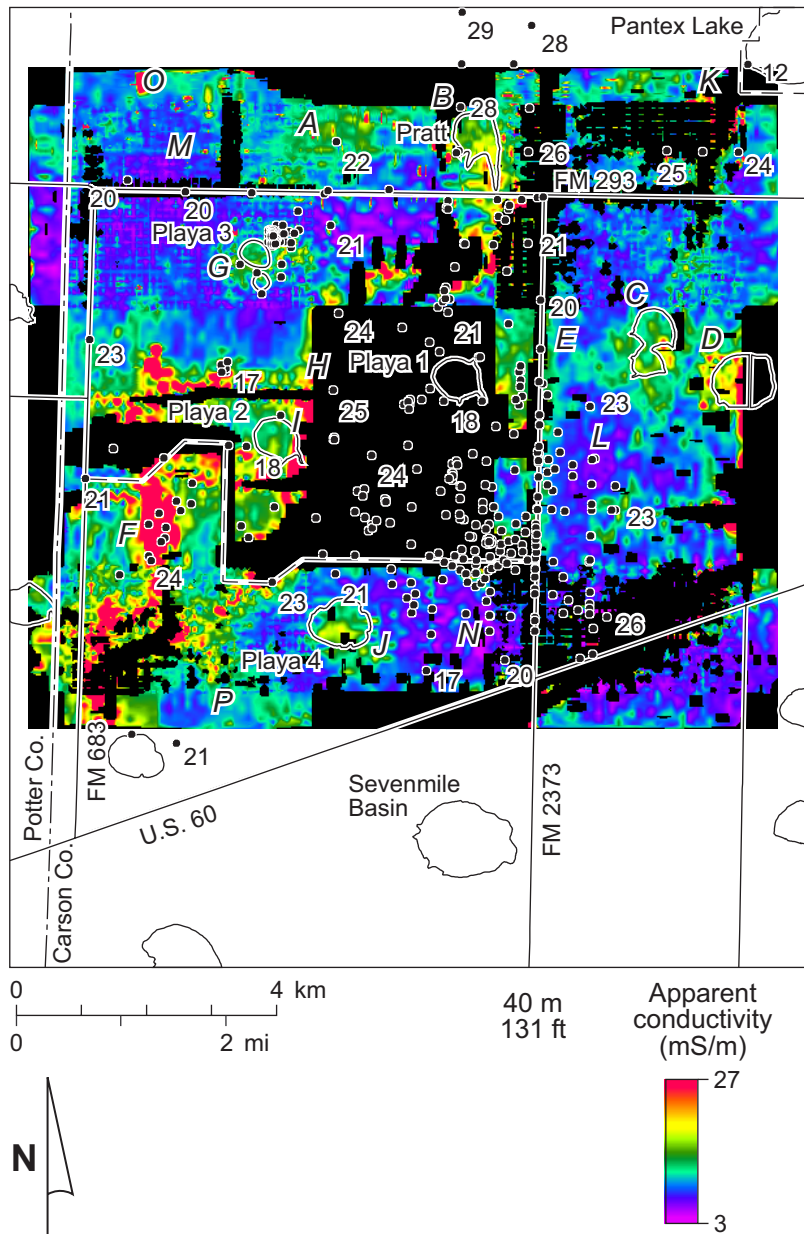 29
28
Pantex Lake
12
O
K
B
28
A
Pratt
M
22
26
25
24
FM 293
20
20
Playa 3
21
21
G
20
C
24
21
23
H
Playa 1
E
D
17
Playa 2
25
18
23
I
L
18
24
21
23
F
24
23
21
26
N
J
Playa 4
17
20
P
FM 683
21
Potter Co.
Carson Co.
U.S. 60
Sevenmile
Basin
FM 2373
0 4 km
0 2 mi
40 m
131 ft
Apparent
conductivity
(mS/m)
27
3
N